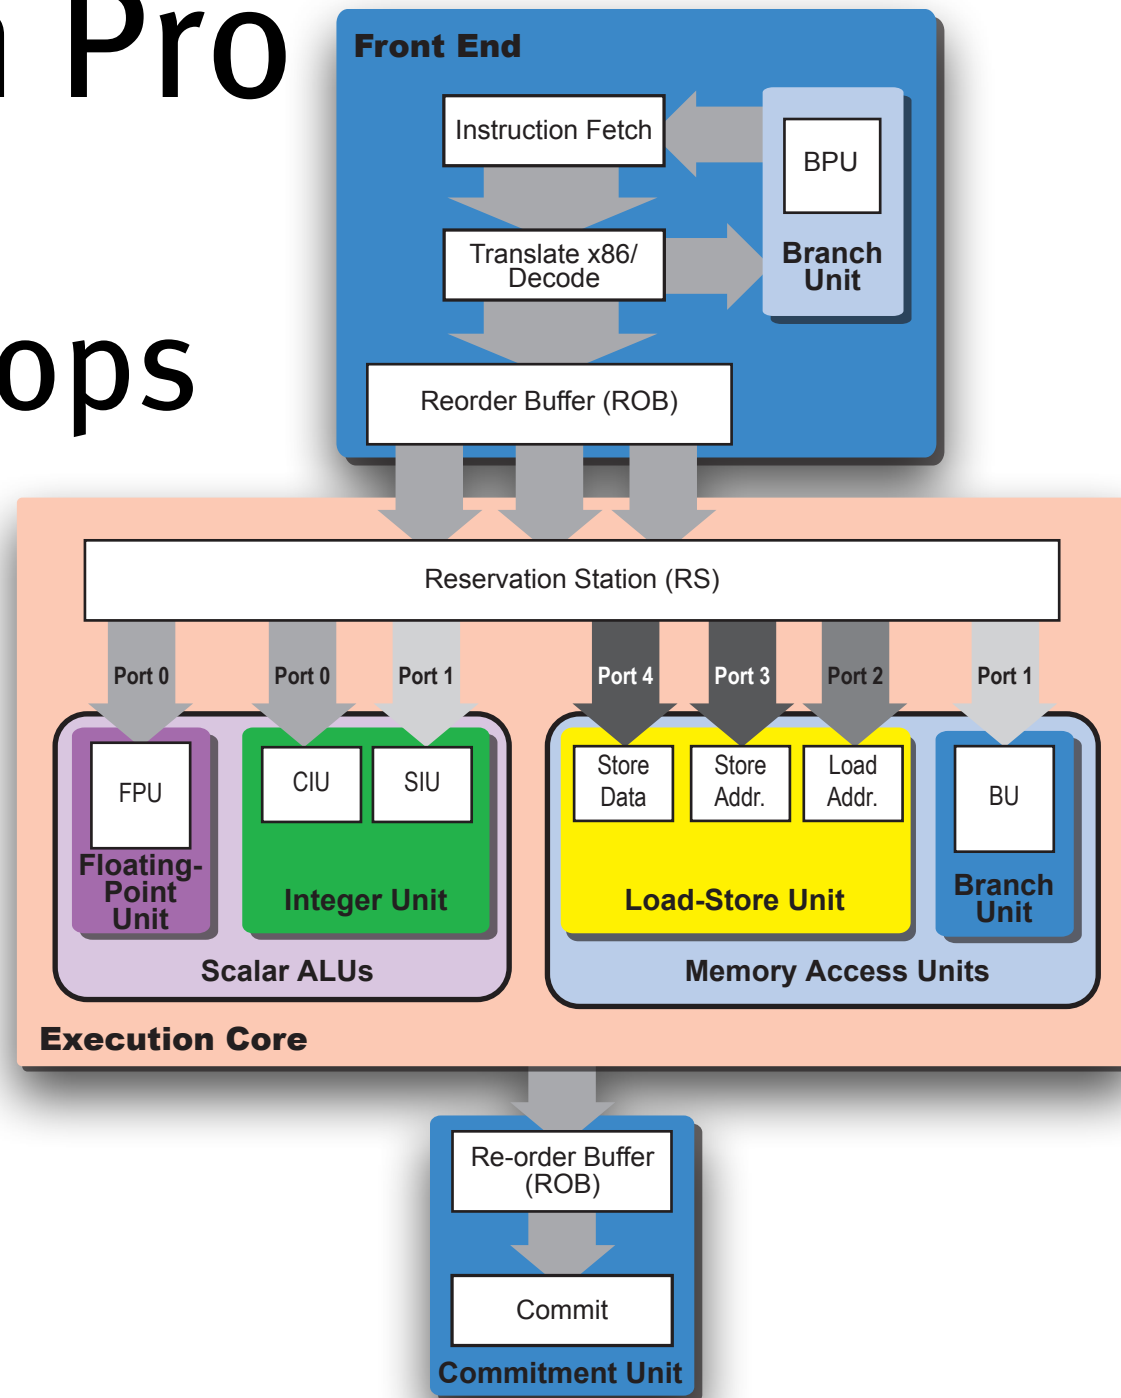 Pro
ops
Front End
Instruction Fetch
BPU
Branch
Unit
Translate x86/
Decode
Reorder Buffer (ROB)
Reservation Station (RS)
Port 0
Port 0
Port 1
Port 4
Port 3
Port 2
Port 1
FPU
CIU
SIU
Store
Data
Store
Addr.
Load
Addr.
BU
Floating-
Point
Unit
Integer Unit
Load-Store Unit
Branch
Unit
Scalar ALUs
Memory Access Units
Execution Core
Re-order Buffer
(ROB)
Commit
Commitment Unit